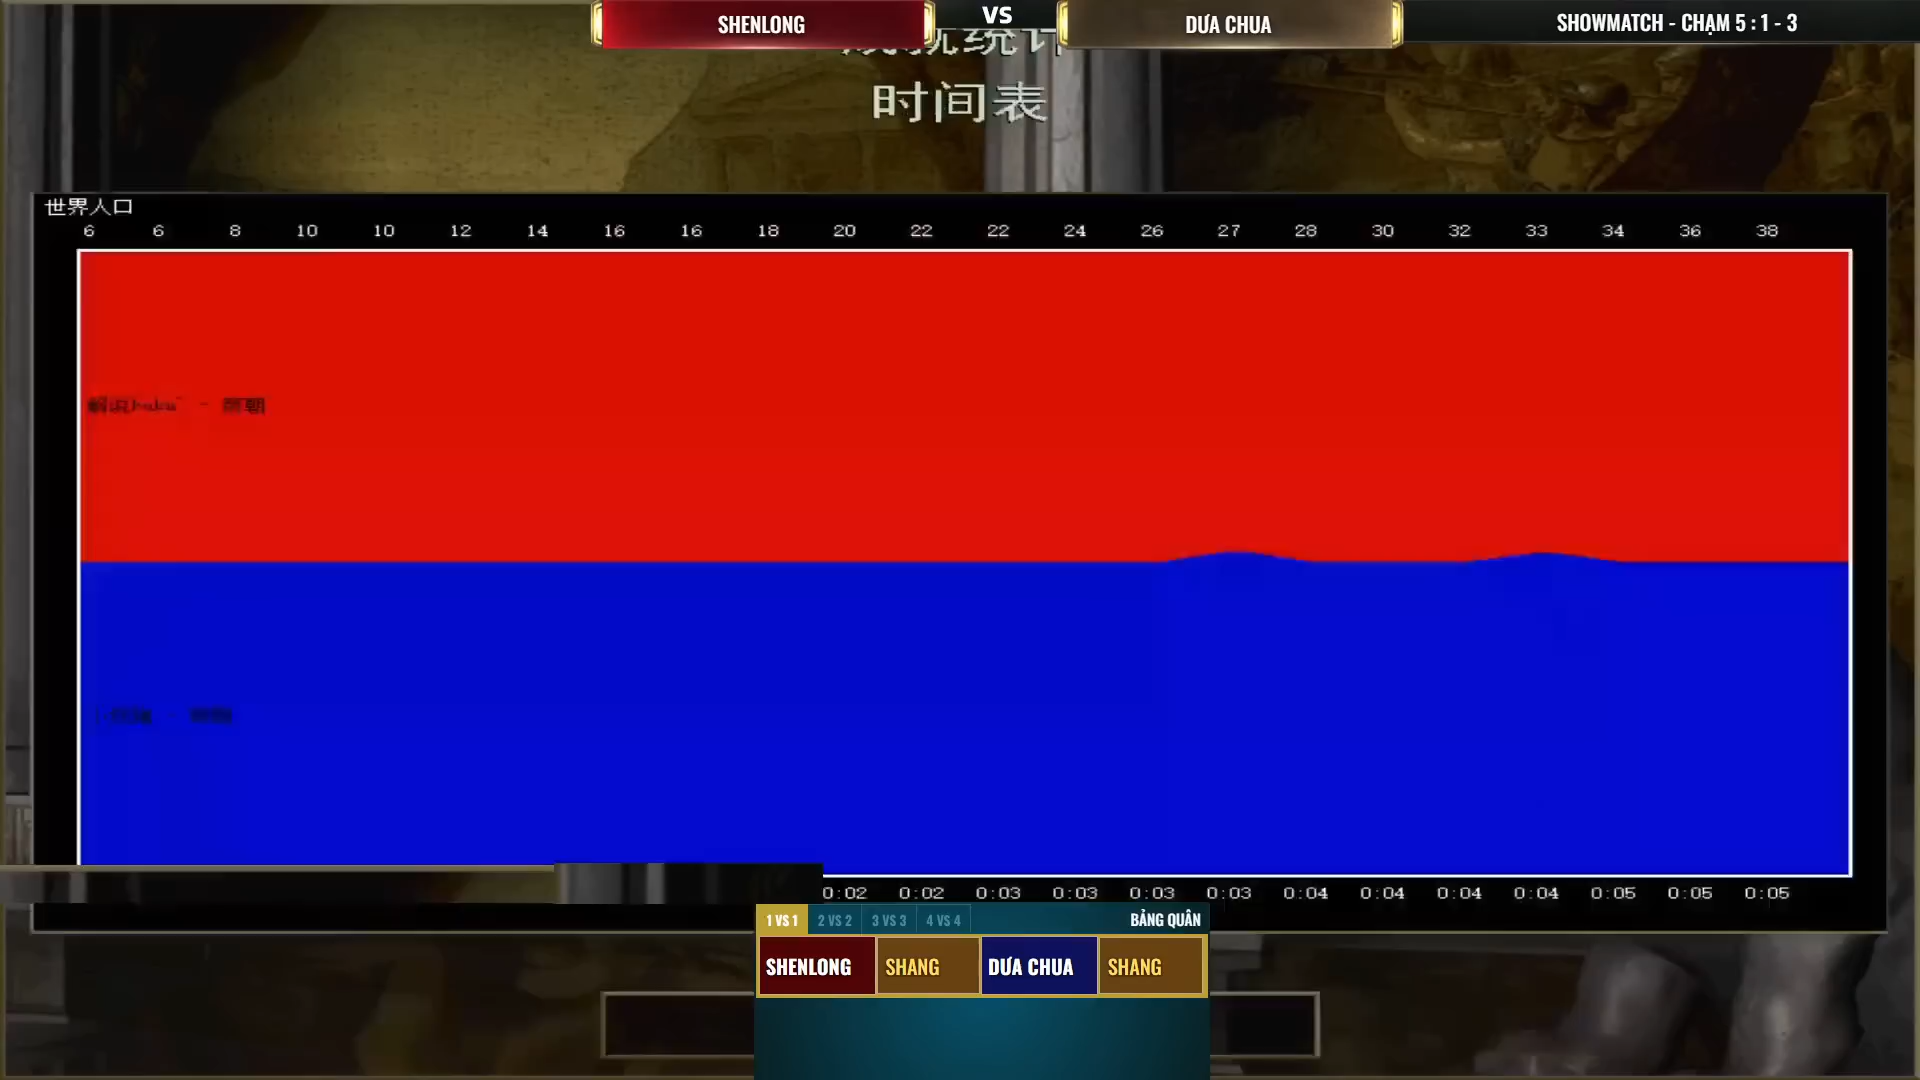 SHENLONG
VS
DƯA CHUA
SHOWMATCH - CHẠM 5 : 1 - 3
时间表
世界人口
6 6 8 10 10 12 14 16 16 18 20 22 22 24 26 27 28 30 32 33 34 36 38
0:02 0:02 0:03 0:03 0:03 0:03 0:04 0:04 0:04 0:04 0:05 0:05 0:05
1 VS 1 2 VS 2 3 VS 3 4 VS 4 BẢNG QUÂN
SHENLONG SHANG DƯA CHUA SHANG